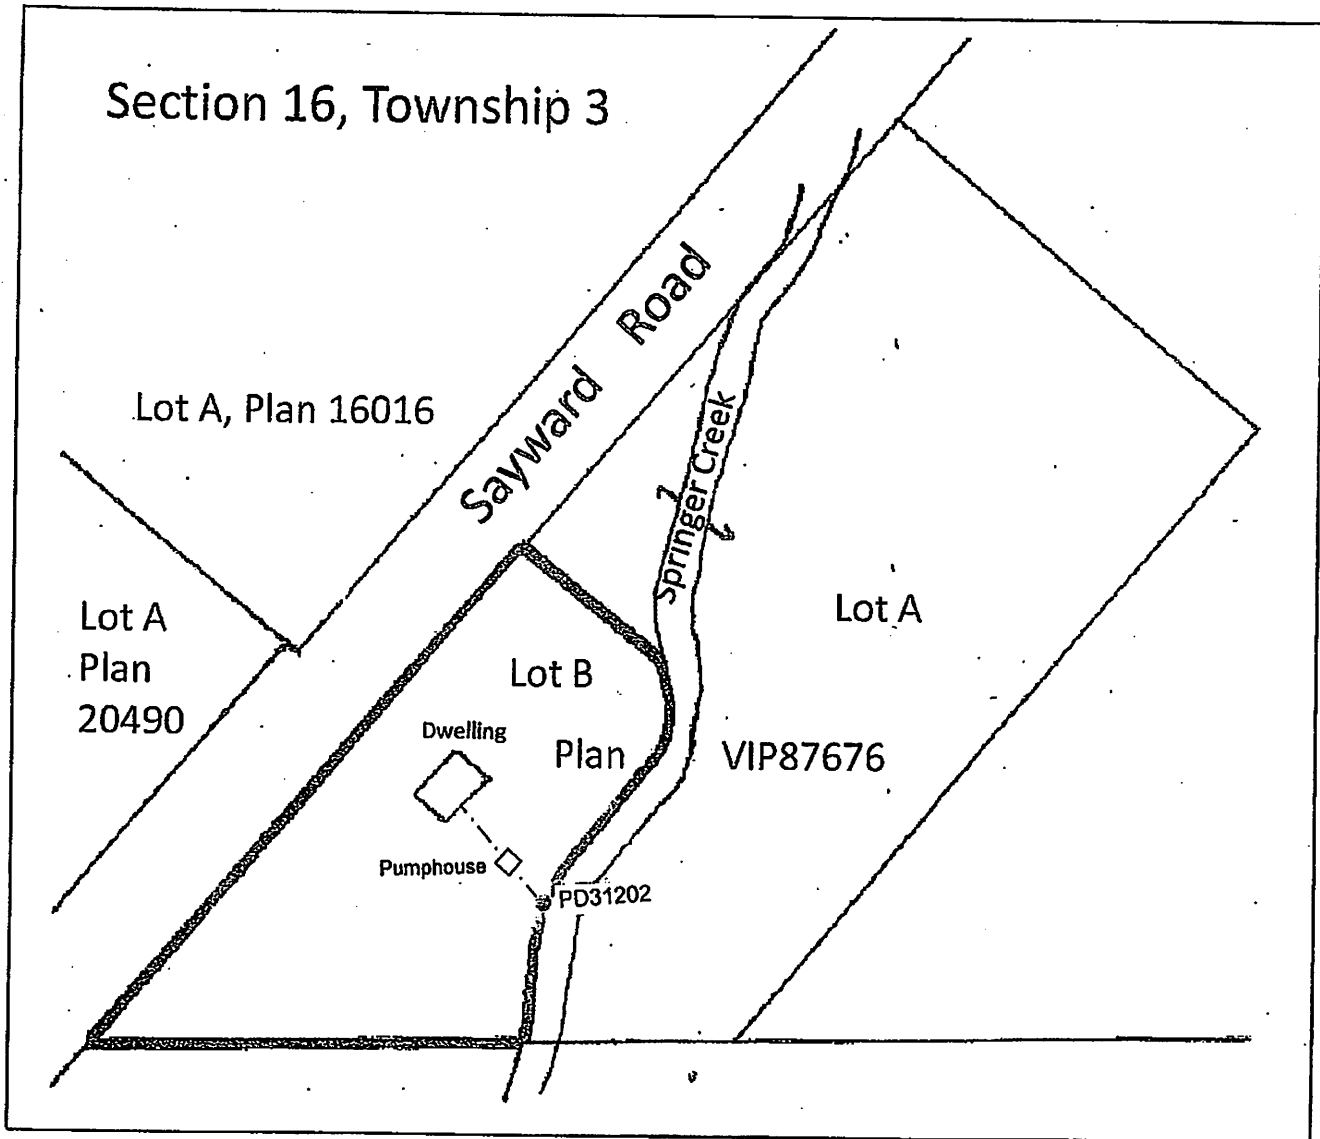 Section 16, Township 3
Sayward Road
Lot A, Plan 16016
Springer Creek
Lot A
Plan
20490
Lot A
Lot B
Dwelling
Plan
VIP87676
Pumphouse
PD31202